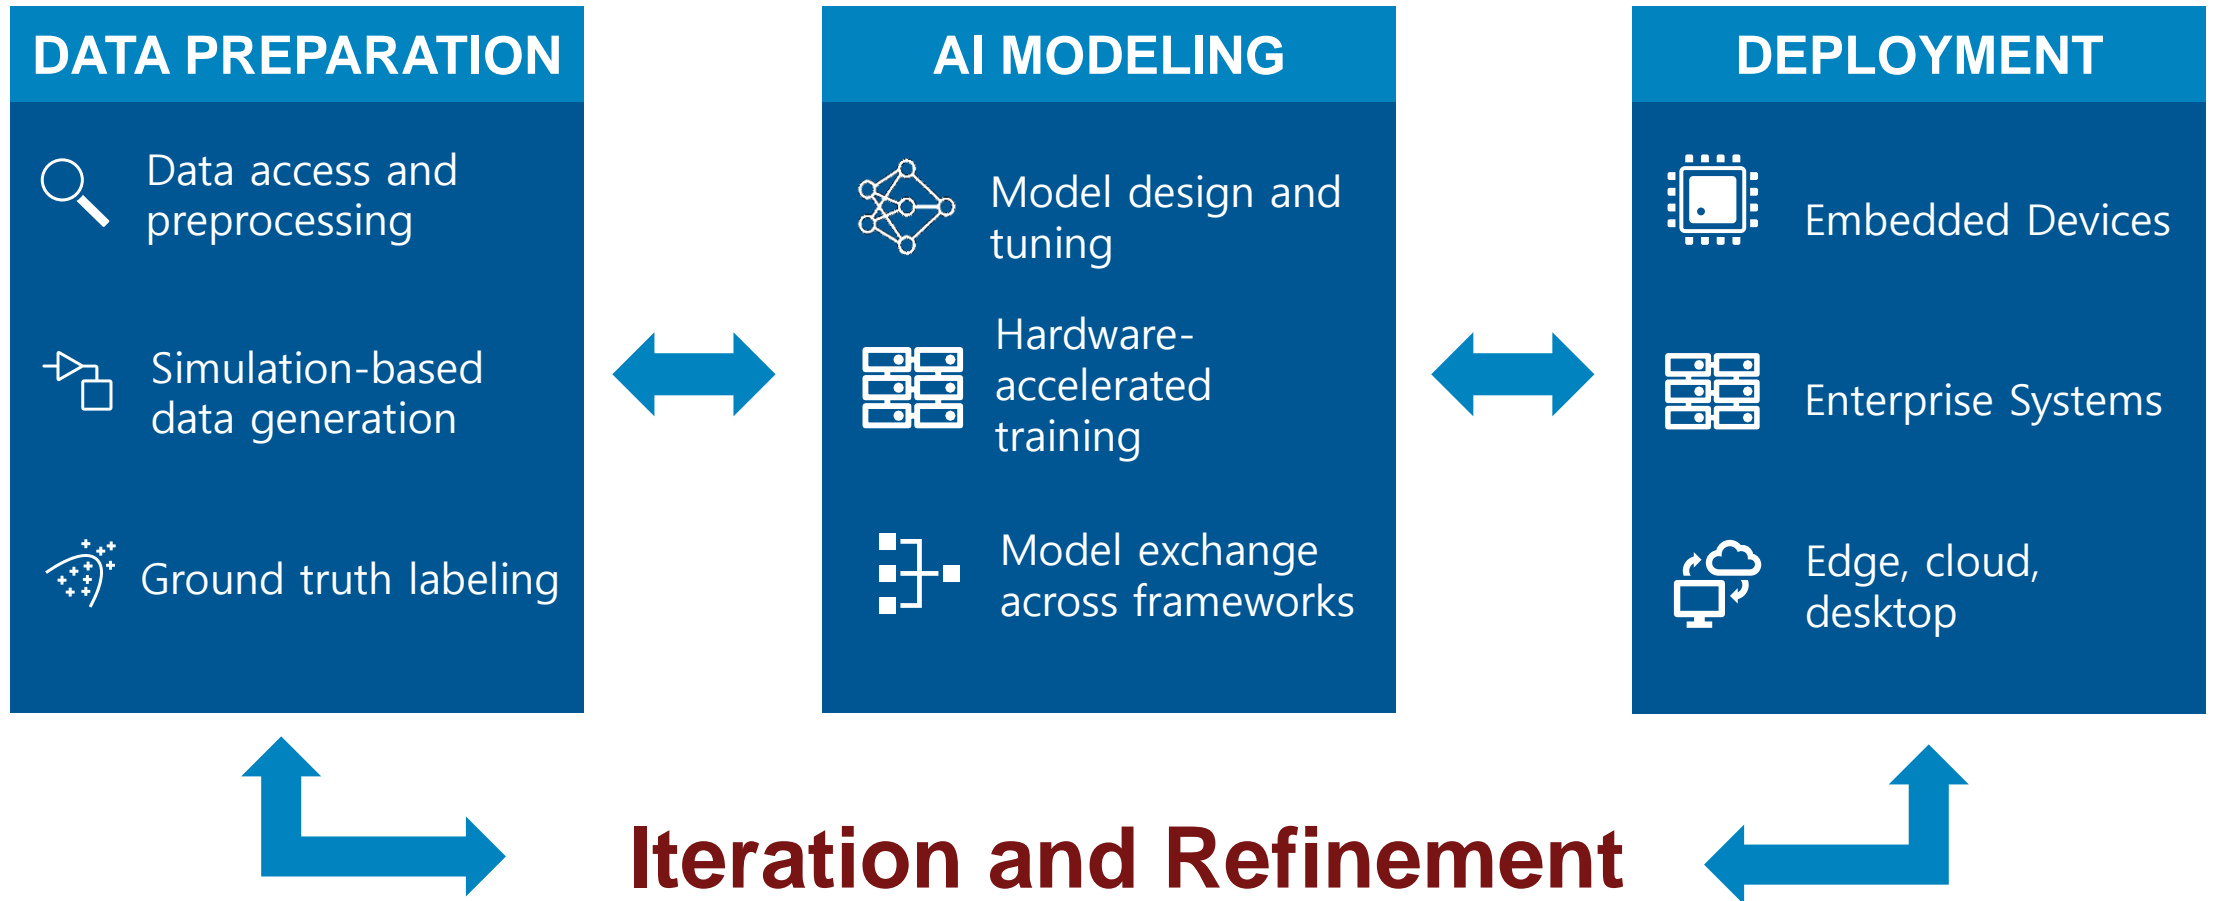 DATA PREPARATION
Data access and
preprocessing
Simulation-based
data generation
Ground truth labeling
AI MODELING
Model design and
tuning
Hardware-
accelerated
training
Model exchange
across frameworks
DEPLOYMENT
Embedded Devices
Enterprise Systems
Edge, cloud,
desktop
Iteration and Refinement